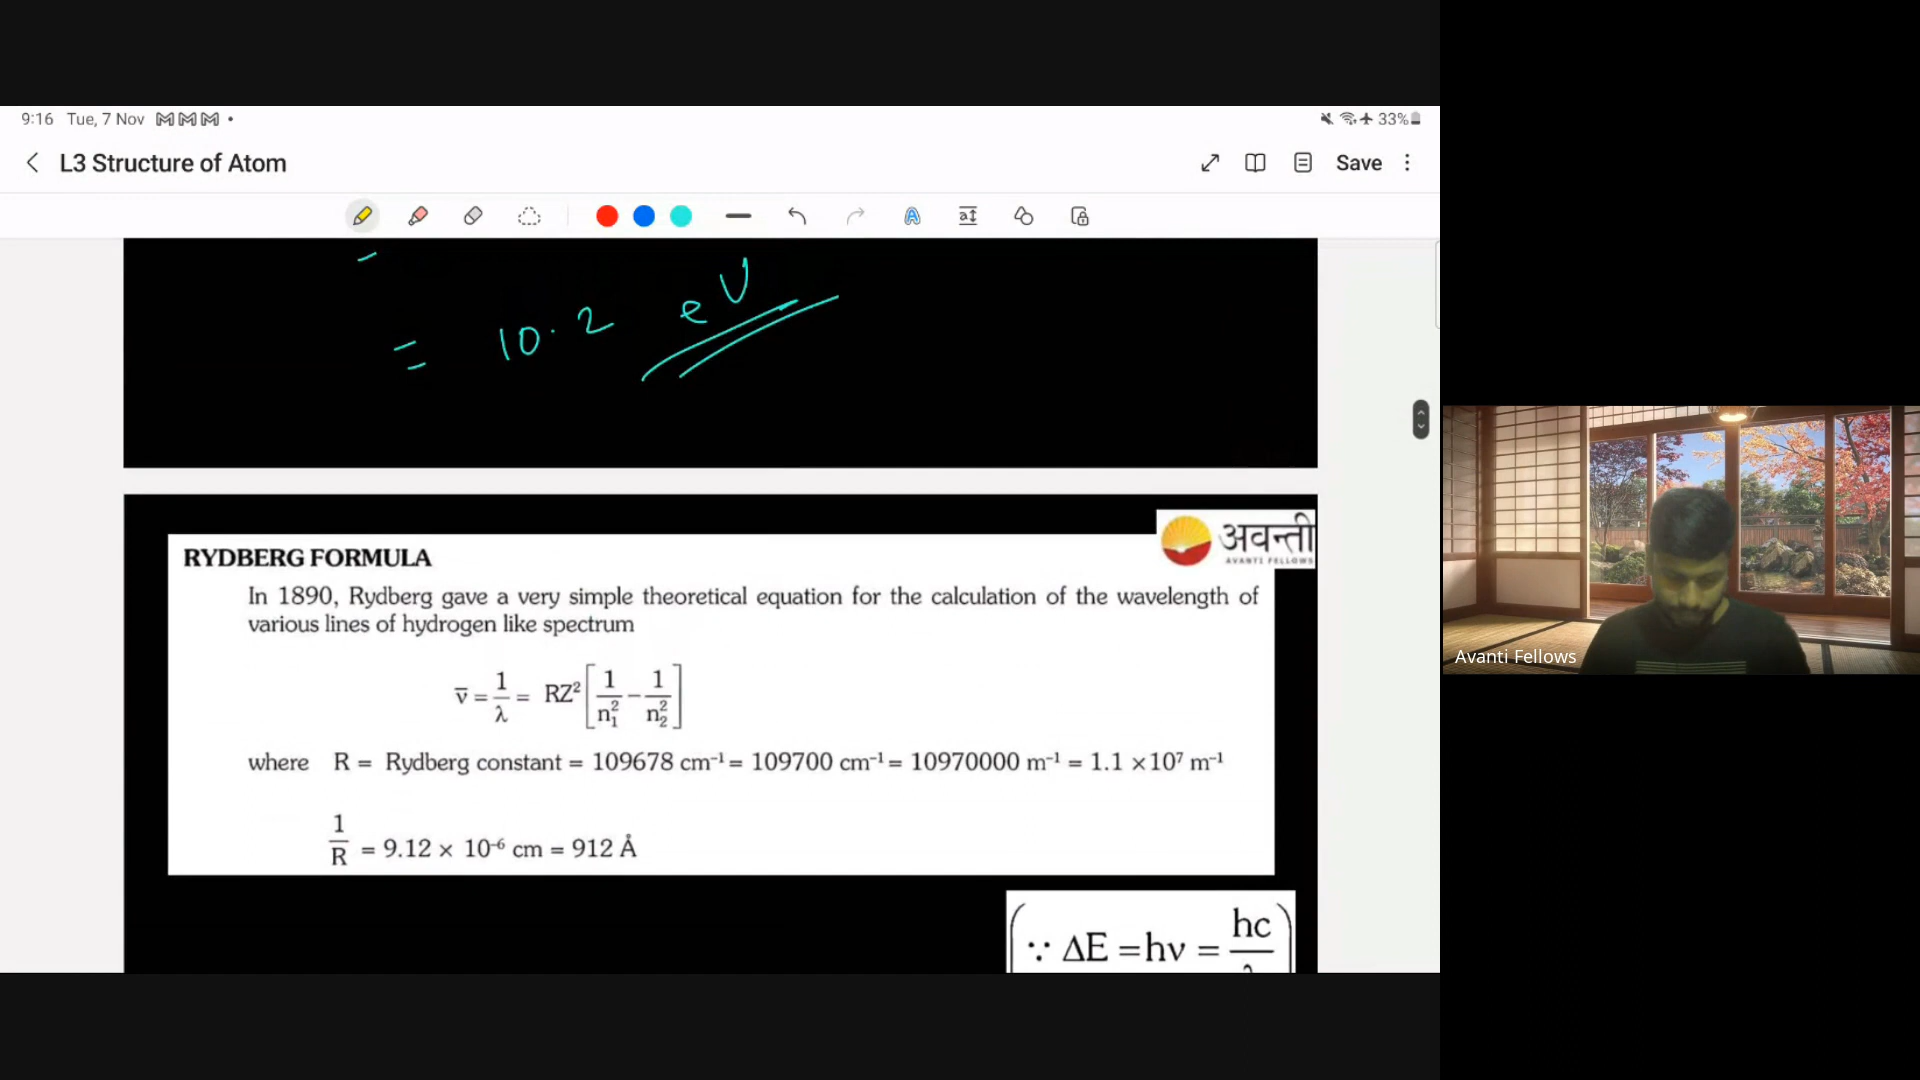 9:16 Tue, 7 Nov
33%
L3 Structure of Atom
Save
= 10.2 eV
अवन्ती
AVANTI FELLOWS
RYDBERG FORMULA
In 1890, Rydberg gave a very simple theoretical equation for the calculation of the wavelength of
various lines of hydrogen like spectrum
ν̅ = 1/λ = RZ² [1/n₁² − 1/n₂²]
where R = Rydberg constant = 109678 cm⁻¹ = 109700 cm⁻¹ = 10970000 m⁻¹ = 1.1 ×10⁷ m⁻¹
1/R = 9.12 × 10⁻⁶ cm = 912 Å
(∵ ΔE = hν = hc/λ)
Avanti Fellows